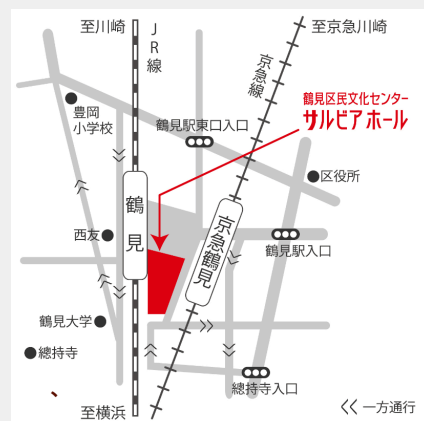 至川崎
JR線
至京急川崎
京急線
鶴見区民文化センター
サルビアホール
豊岡
小学校
鶴見駅東口入口
区役所
鶴見
京急鶴見
西友
鶴見駅入口
鶴見大学
總持寺
總持寺入口
至横浜
一方通行